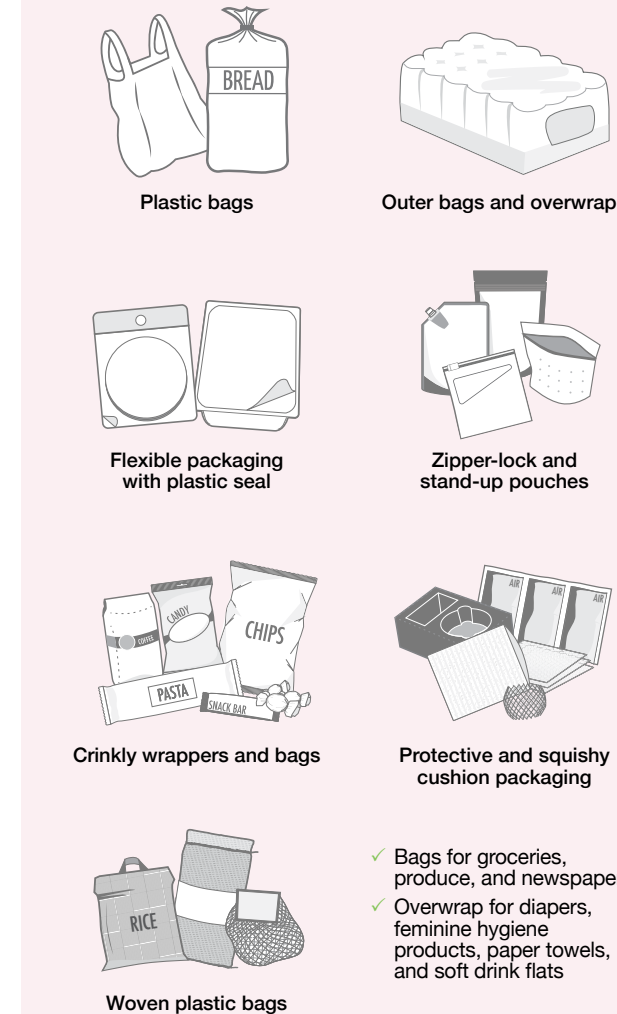 BREAD
Plastic bags
Outer bags and overwrap
Flexible packaging
with plastic seal
Zipper-lock and
stand-up pouches
COFFEE
CANDY
CHIPS
PASTA
SNACK BAR
Crinkly wrappers and bags
AIR
AIR
AIR
Protective and squishy
cushion packaging
RICE
Woven plastic bags
✓ Bags for groceries,
produce, and newspape
✓ Overwrap for diapers,
feminine hygiene
products, paper towels,
and soft drink flats